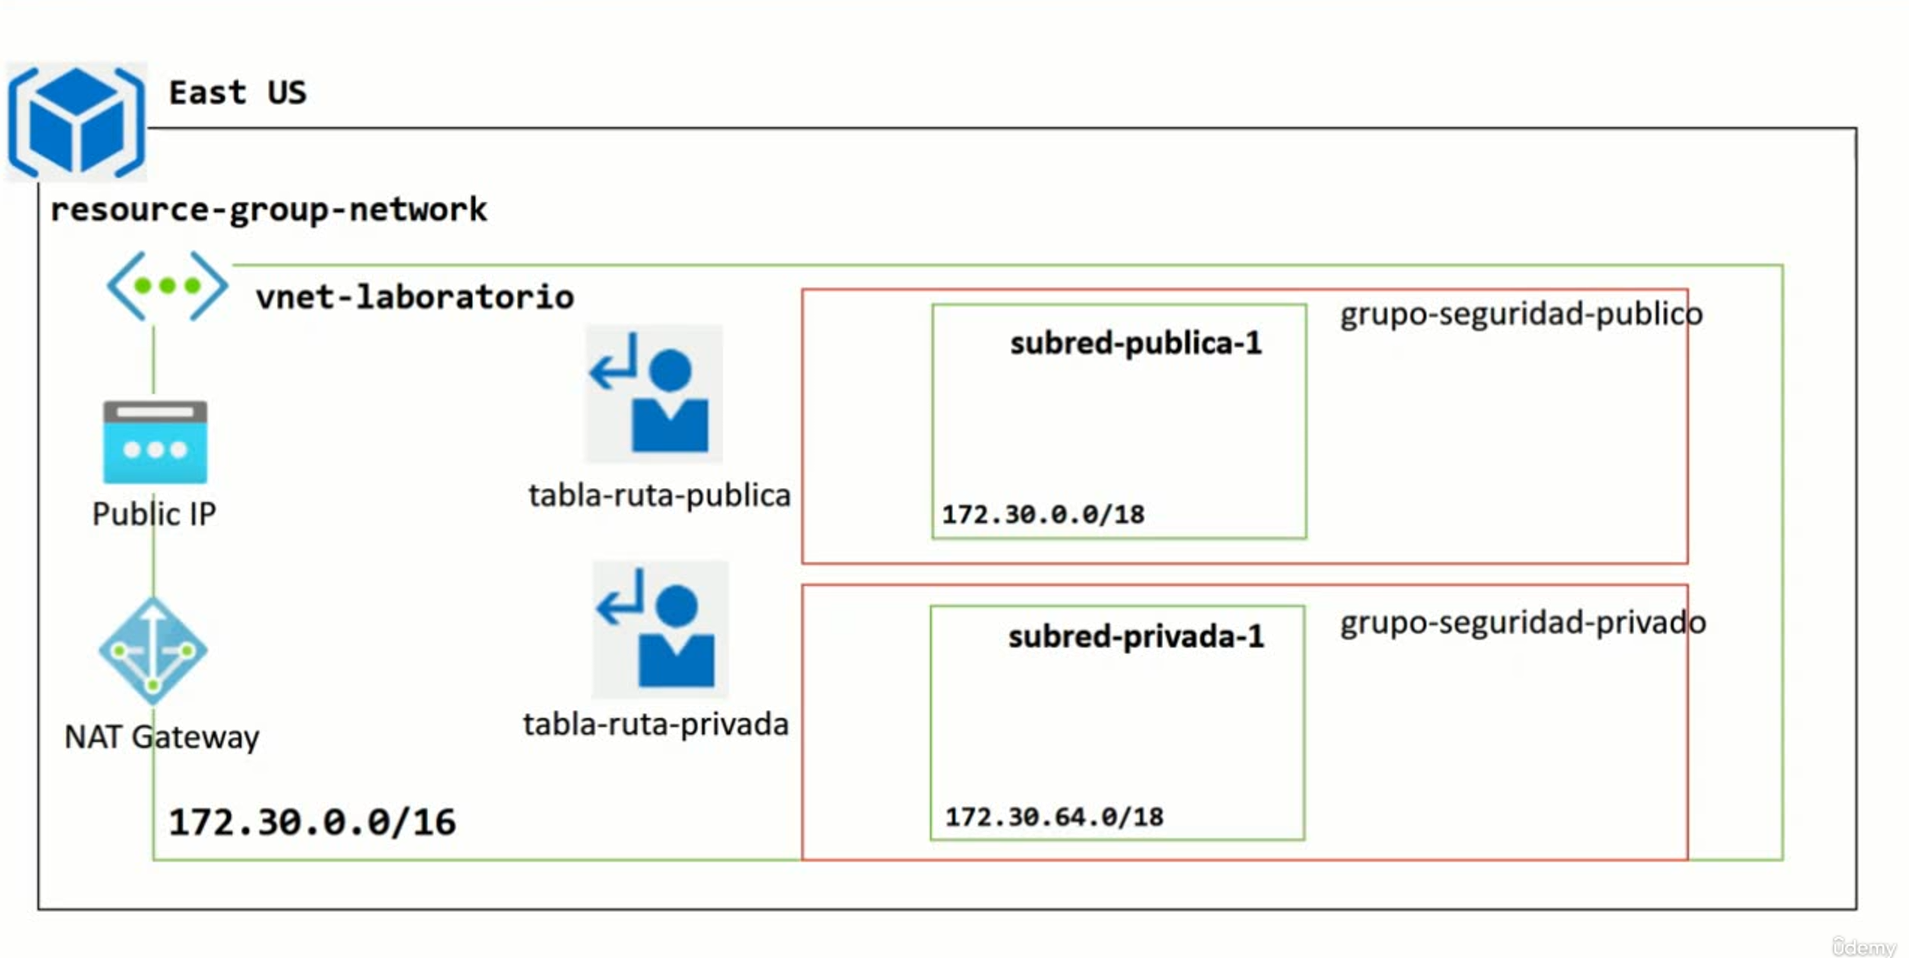 East US
resource-group-network
vnet-laboratorio
grupo-seguridad-publico
subred-publica-1
tabla-ruta-publica
172.30.0.0/18
Public IP
grupo-seguridad-privado
subred-privada-1
tabla-ruta-privada
NAT Gateway
172.30.0.0/16
172.30.64.0/18
ûdemy